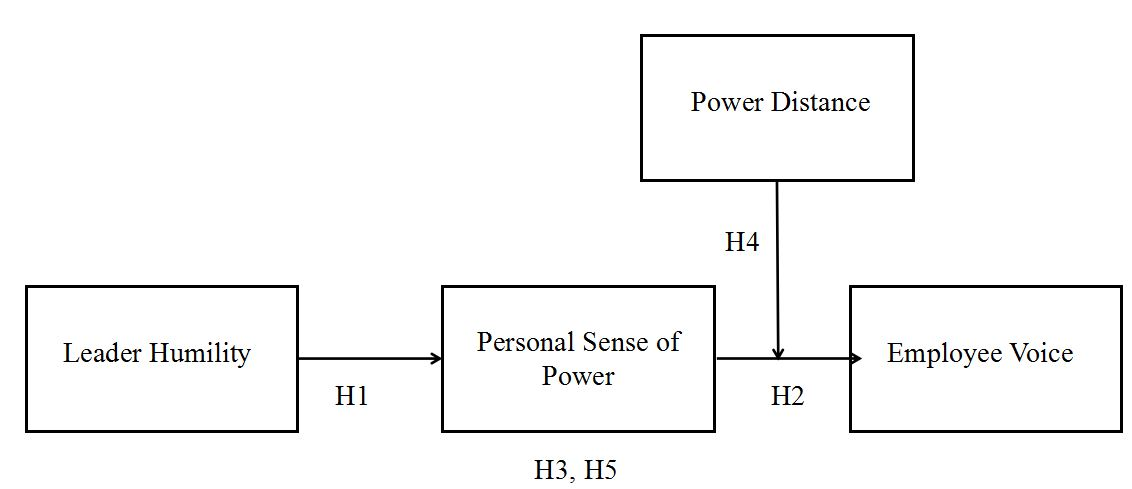 Power Distance
H4
Leader Humility
Personal Sense of
Power
Employee Voice
H1
H2
H3, H5